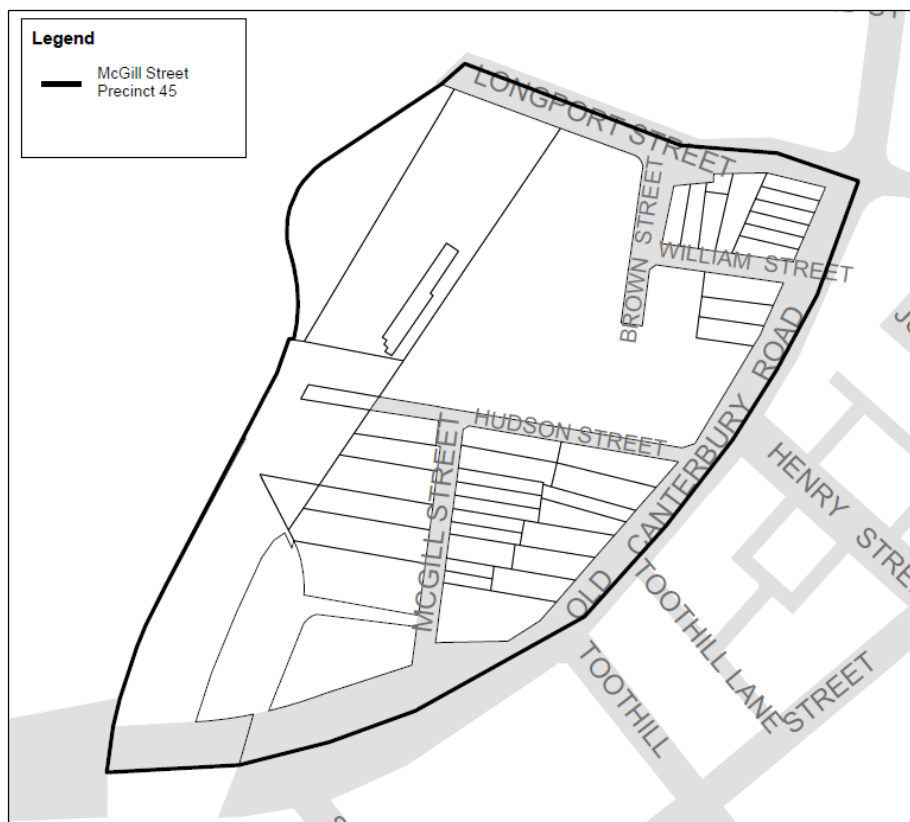 Legend
McGill Street
Precinct 45
LONGPORT STREET
BROWN STREET
WILLIAM STREET
OLD CANTERBURY ROAD
HUDSON STREET
MCGILL STREET
HENRY STREE
TOOTHILL LANE
TOOTHILL
STREET